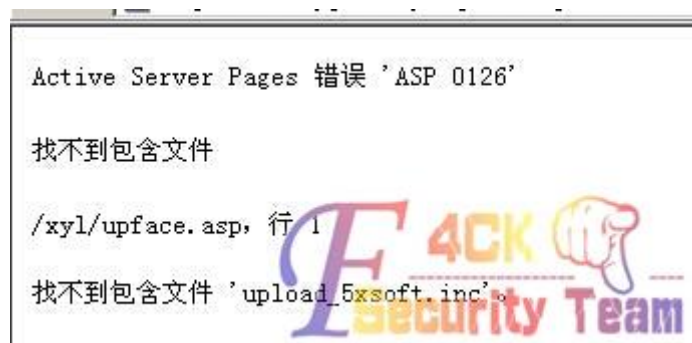 Active Server Pages 错误 'ASP 0126'
找不到包含文件
/xyl/upface.asp，行 1
找不到包含文件 'upload_5xsoft.inc'。
F4CK
Security Team